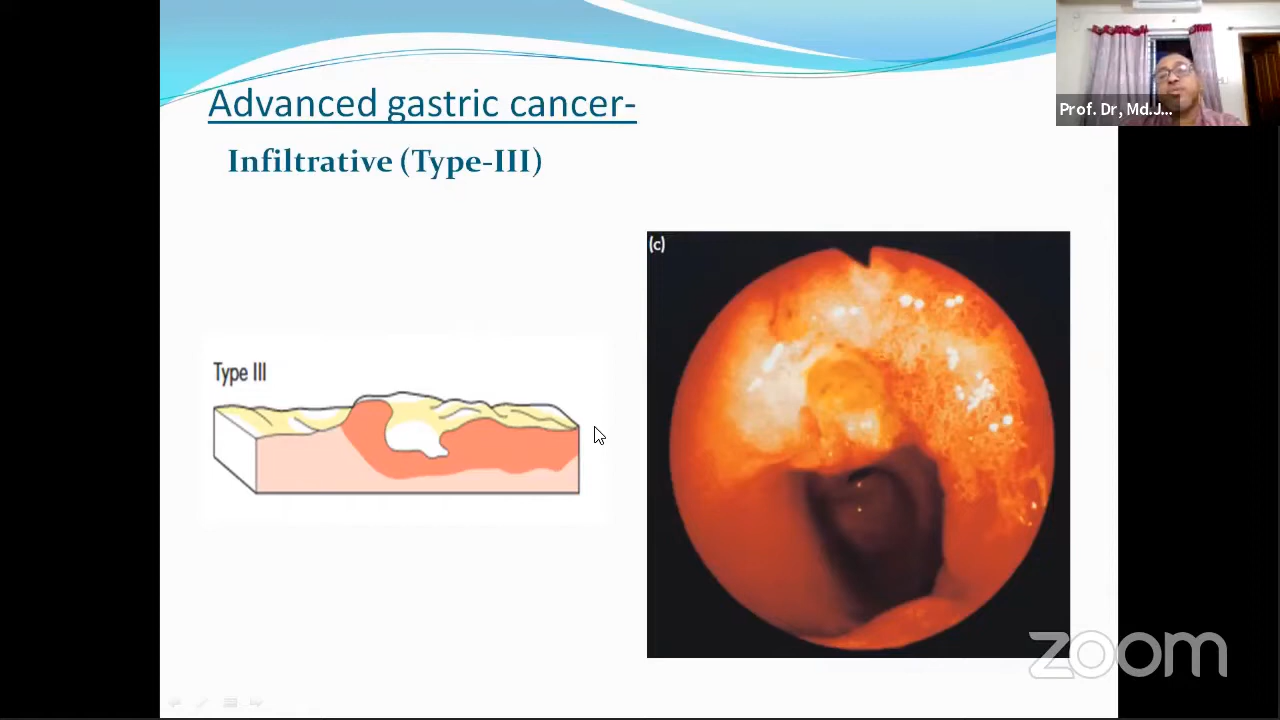 Advanced gastric cancer-
Infiltrative (Type-III)
Prof. Dr, Md.J...
(c)
Type III
zoom